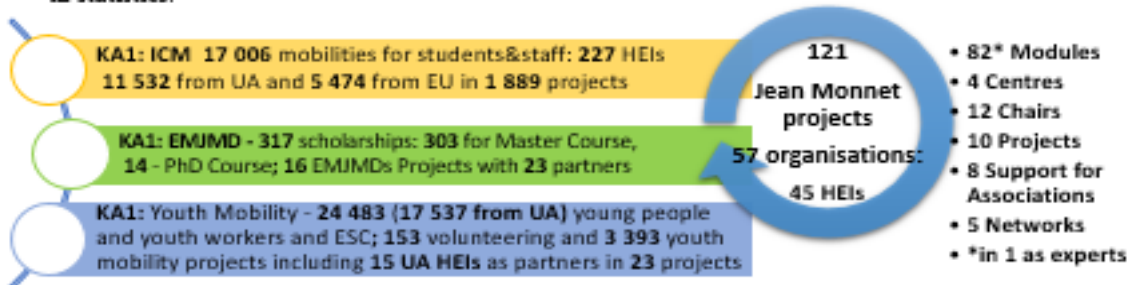 KA1: ICM 17 006 mobilities for students&staff: 227 HEIs
11 532 from UA and 5 474 from EU in 1 889 projects
KA1: EMJMD - 317 scholarships: 303 for Master Course,
14 - PhD Course; 16 EMJMDs Projects with 23 partners
KA1: Youth Mobility - 24 483 (17 537 from UA) young people
and youth workers and ESC; 153 volunteering and 3 393 youth
mobility projects including 15 UA HEIs as partners in 23 projects
121
Jean Monnet
projects
57 organisations:
45 HEIs
• 82* Modules
• 4 Centres
• 12 Chairs
• 10 Projects
• 8 Support for
Associations
• 5 Networks
• *in 1 as experts